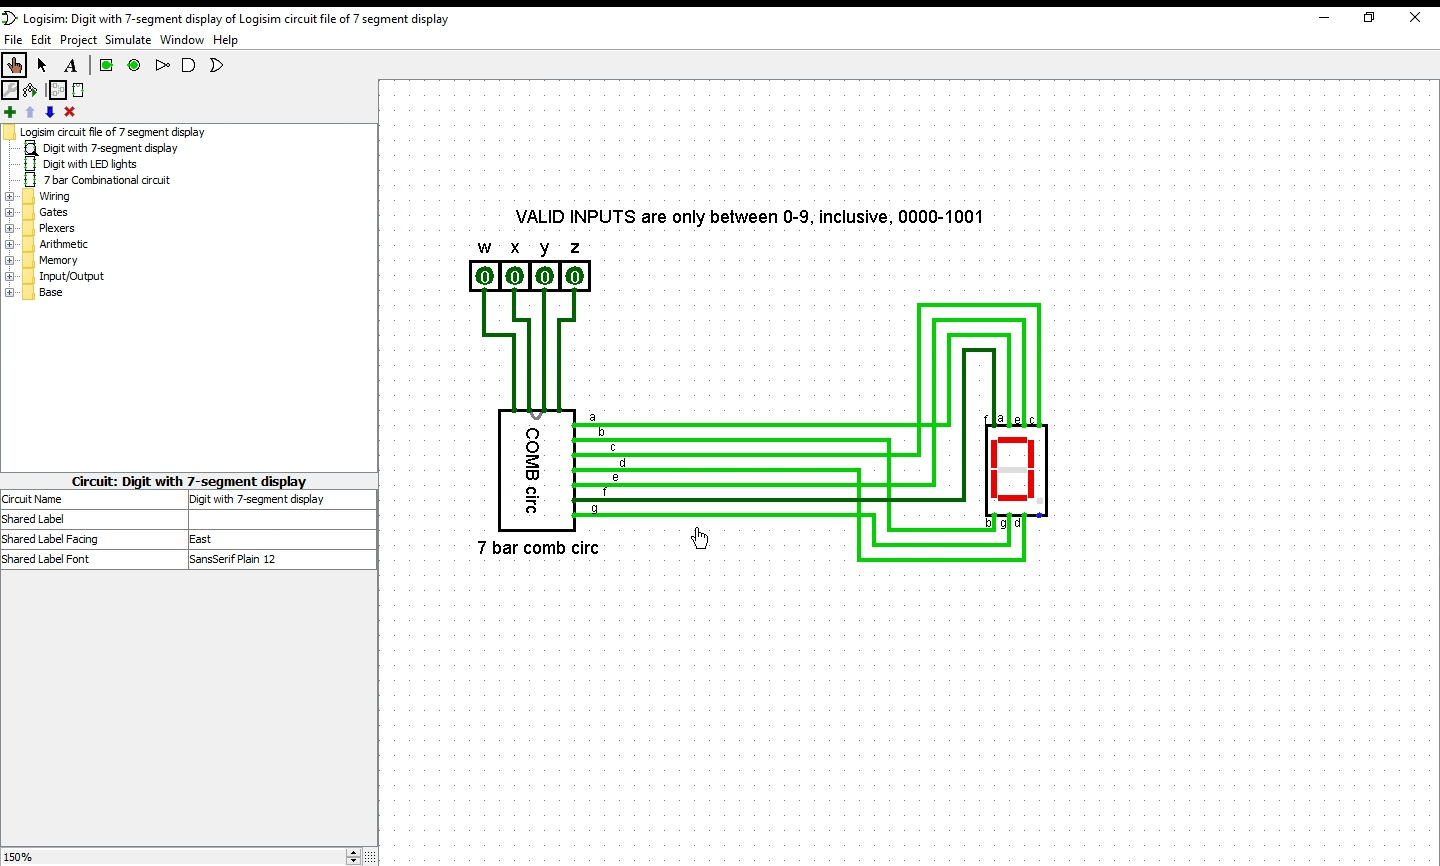 Logisim: Digit with 7-segment display of Logisim circuit file of 7 segment display
File Edit Project Simulate Window Help
A
Logisim circuit file of 7 segment display
Digit with 7-segment display
Digit with LED lights
7 bar Combinational circuit
Wiring
Gates
Plexers
Arithmetic
Memory
Input/Output
Base
Circuit: Digit with 7-segment display
Circuit Name Digit with 7-segment display
Shared Label
Shared Label Facing East
Shared Label Font SansSerif Plain 12
150%
VALID INPUTS are only between 0-9, inclusive, 0000-1001
w x y z
0 0 0 0
COMB circ
a
b
c
d
e
f
g
7 bar comb circ
f a e c
0
b g d